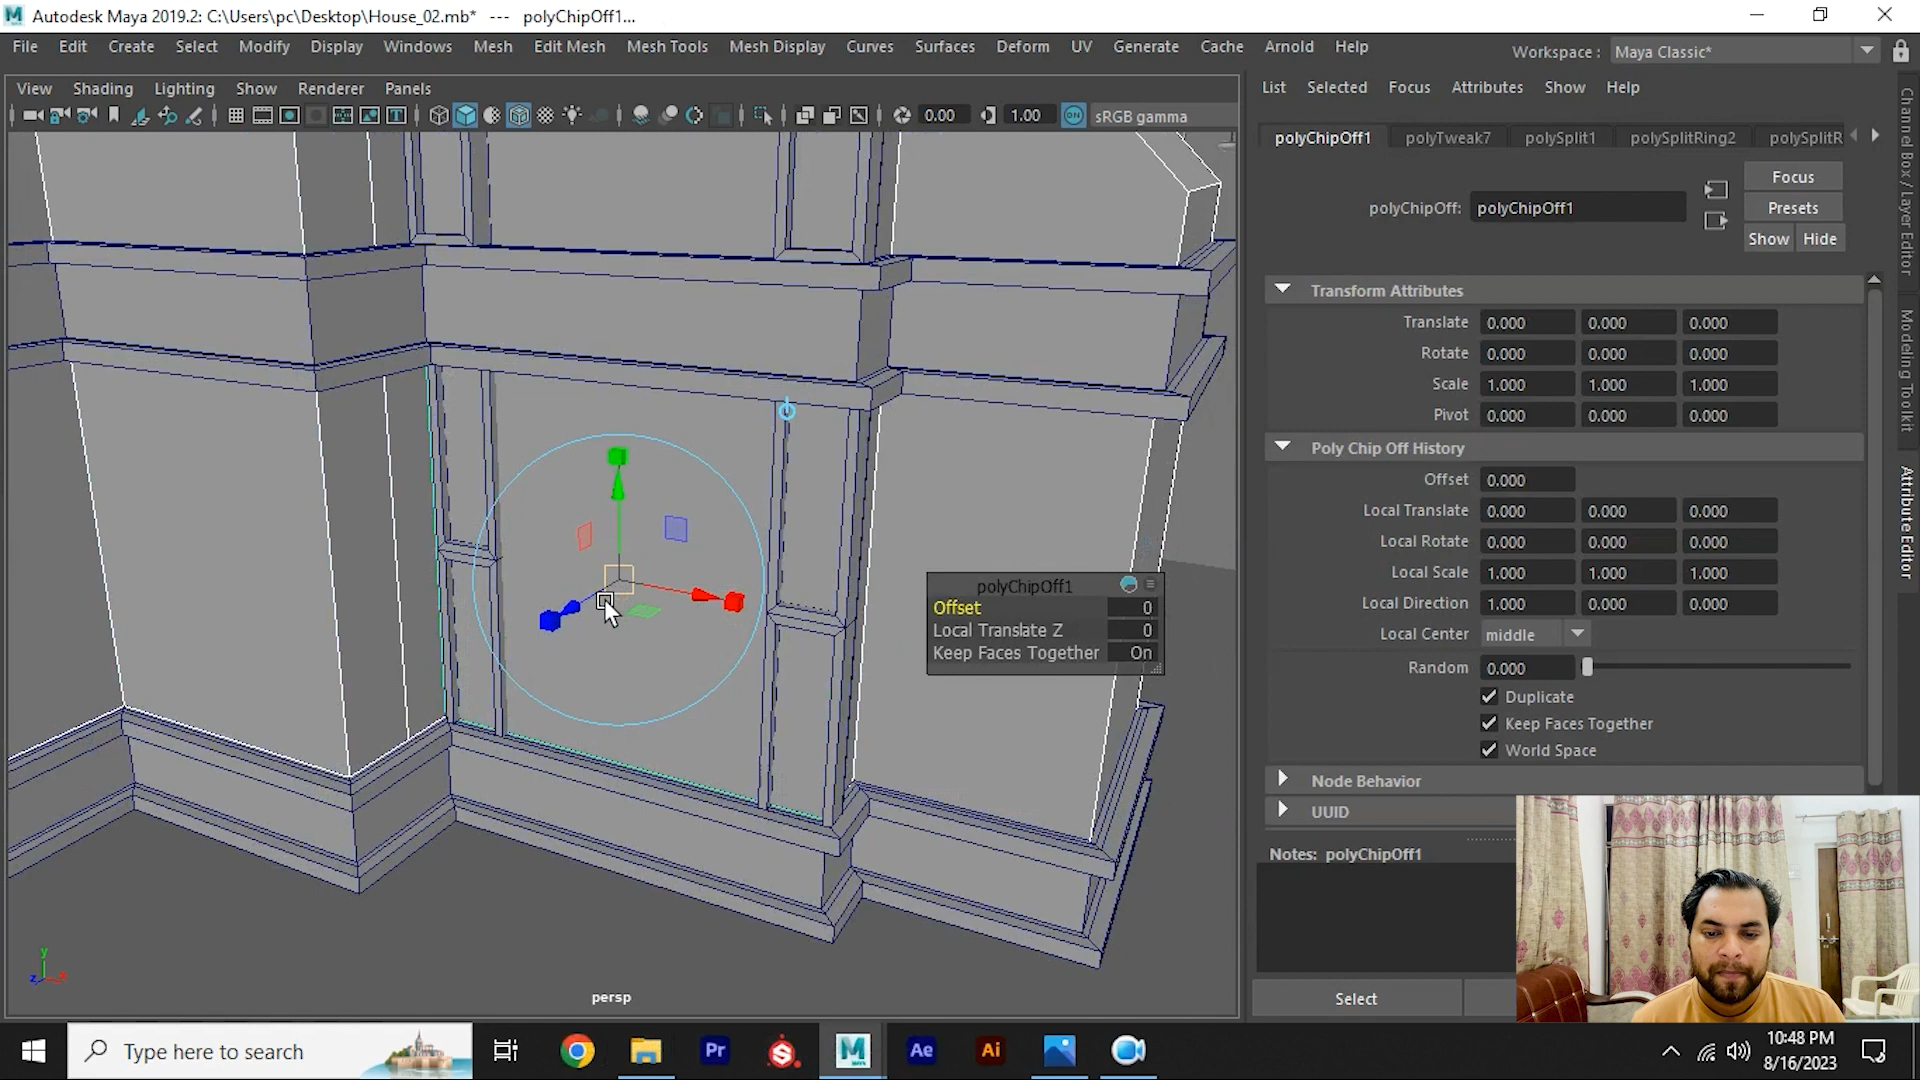 Autodesk Maya 2019.2: C:\Users\pc\Desktop\House_02.mb* --- polyChipOff1...
File Edit Create Select Modify Display Windows Mesh Edit Mesh Mesh Tools Mesh Display Curves Surfaces Deform UV Generate Cache Arnold Help
Workspace : Maya Classic*
View Shading Lighting Show Renderer Panels
0.00 1.00 ON sRGB gamma
List Selected Focus Attributes Show Help
polyChipOff1 polyTweak7 polySplit1 polySplitRing2 polySplitR
polyChipOff: polyChipOff1
Focus
Presets
Show Hide
Transform Attributes
Translate 0.000 0.000 0.000
Rotate 0.000 0.000 0.000
Scale 1.000 1.000 1.000
Pivot 0.000 0.000 0.000
Poly Chip Off History
Offset 0.000
Local Translate 0.000 0.000 0.000
Local Rotate 0.000 0.000 0.000
Local Scale 1.000 1.000 1.000
Local Direction 1.000 0.000 0.000
Local Center middle
Random 0.000
Duplicate
Keep Faces Together
World Space
Node Behavior
UUID
Notes: polyChipOff1
Select
Channel Box / Layer Editor
Modeling Toolkit
Attribute Editor
polyChipOff1
Offset 0
Local Translate Z 0
Keep Faces Together On
y
z x
persp
Type here to search
Pr
M
MAYA
Ae
Ai
10:48 PM
8/16/2023